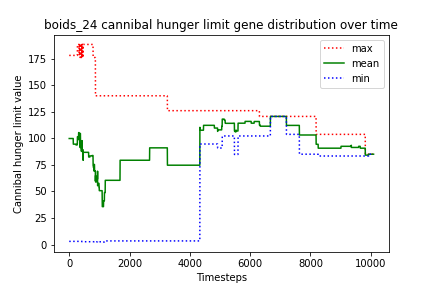 boids_24 cannibal hunger limit gene distribution over time
Cannibal hunger limit value
175
150
125
100
75
50
25
0
max
mean
min
0
2000
4000
6000
8000
10000
Timesteps